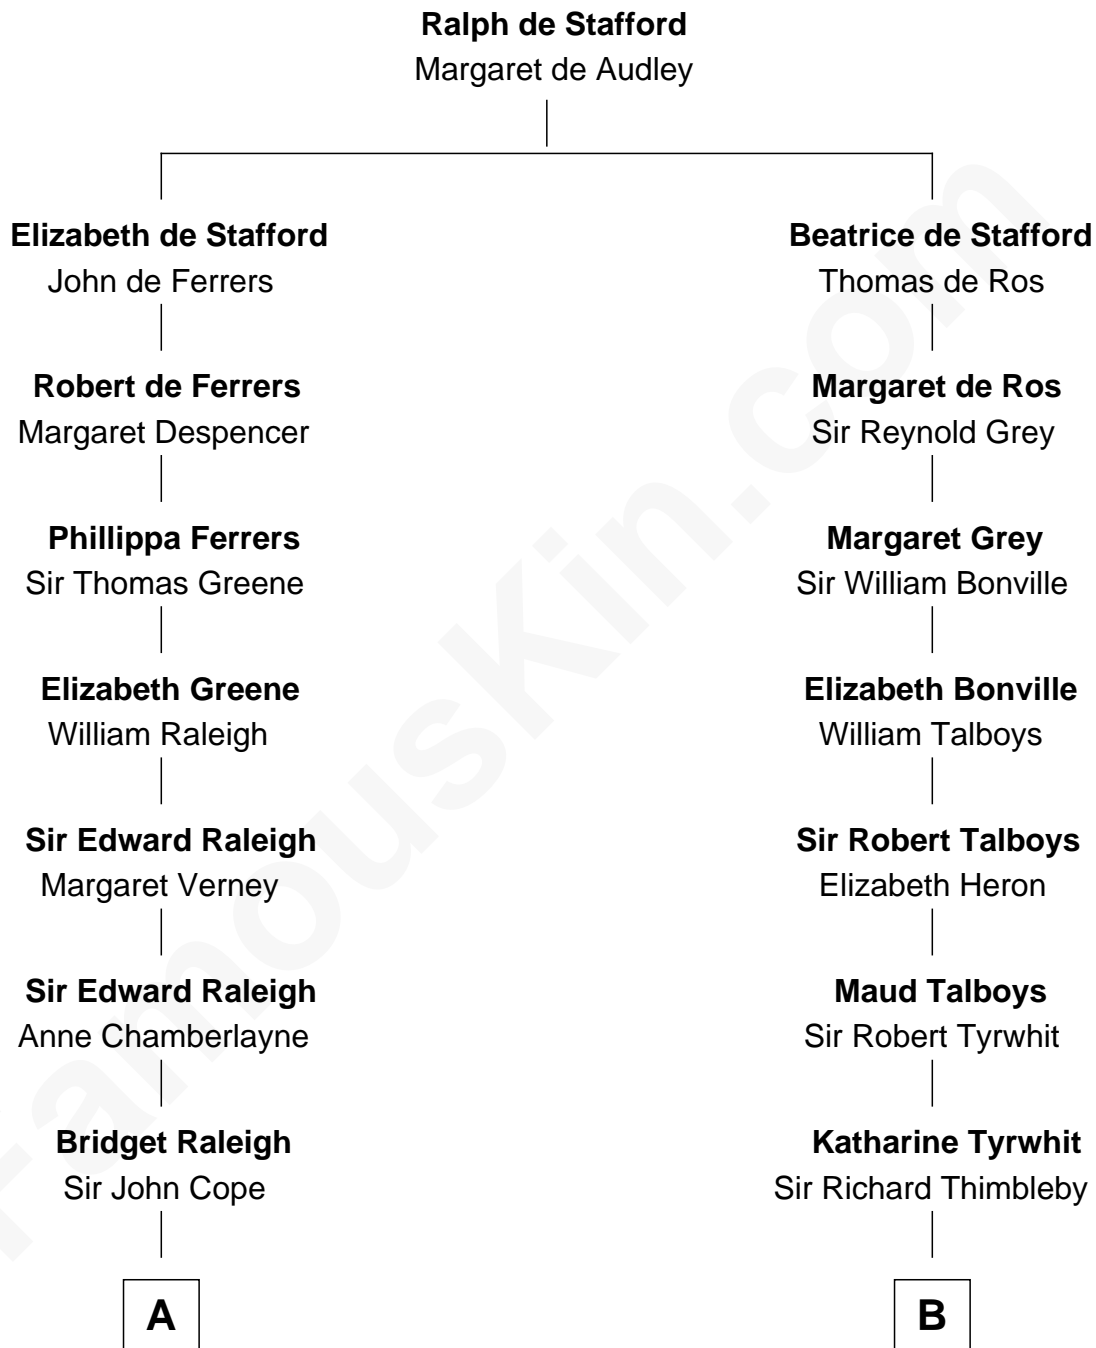 Ralph de Stafford
Margaret de Audley
Elizabeth de Stafford
John de Ferrers
Beatrice de Stafford
Thomas de Ros
Robert de Ferrers
Margaret Despencer
Margaret de Ros
Sir Reynold Grey
Phillippa Ferrers
Sir Thomas Greene
Margaret Grey
Sir William Bonville
Elizabeth Greene
William Raleigh
Elizabeth Bonville
William Talboys
Sir Edward Raleigh
Margaret Verney
Sir Robert Talboys
Elizabeth Heron
Sir Edward Raleigh
Anne Chamberlayne
Maud Talboys
Sir Robert Tyrwhit
Bridget Raleigh
Sir John Cope
Katharine Tyrwhit
Sir Richard Thimbleby
A
B
FamousKin.com